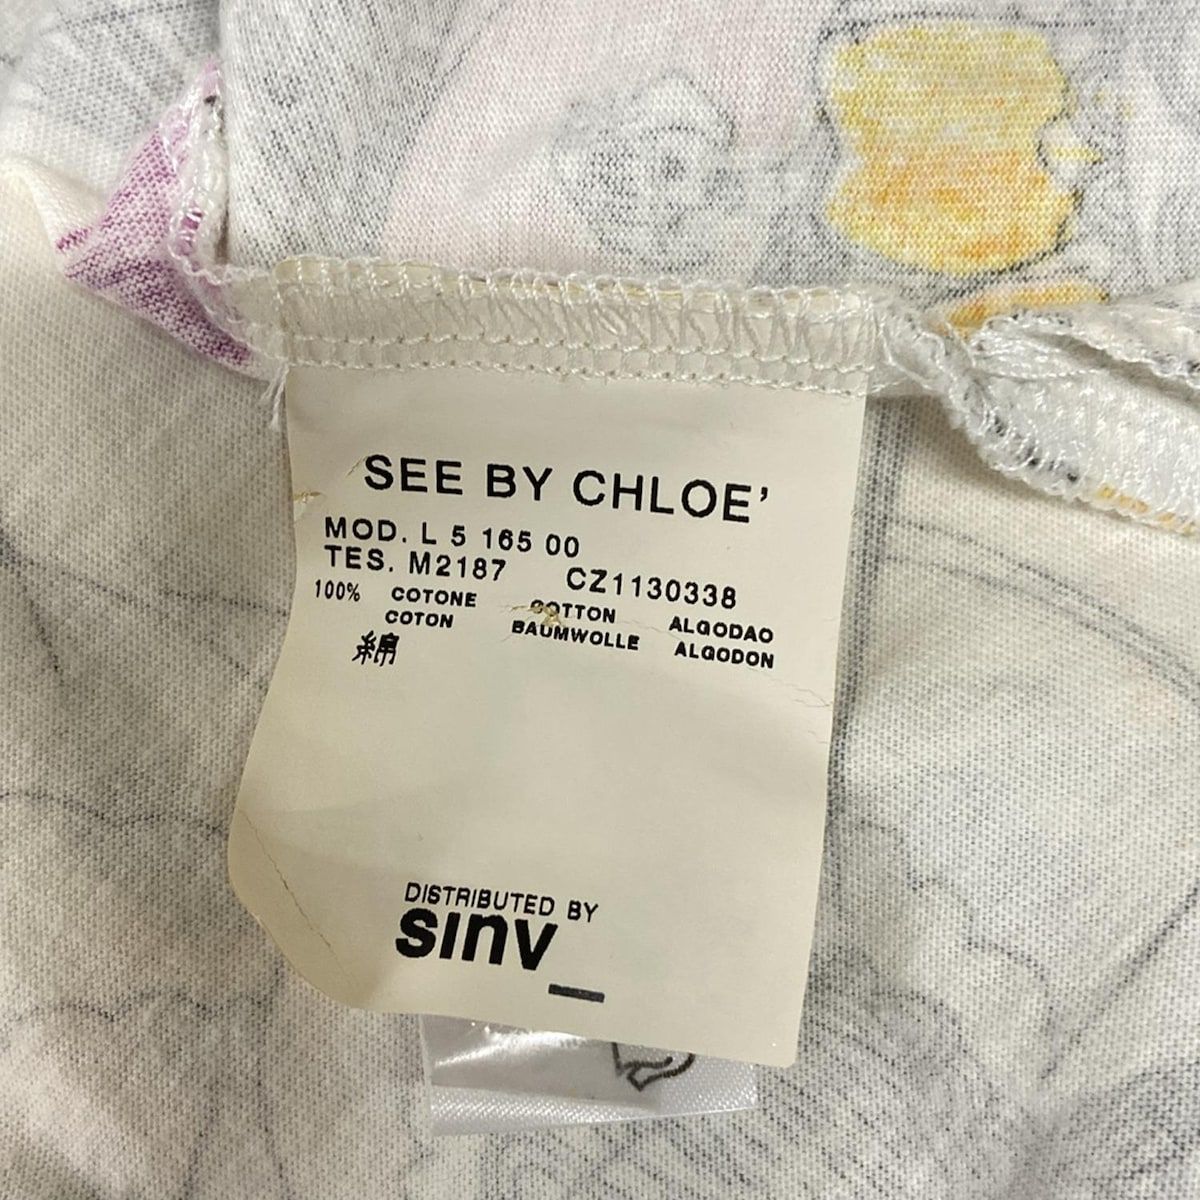 SEE BY CHLOE'
MOD. L 5 165 00
TES. M2187 CZ1130338
100% COTONE COTTON ALGODAO
COTON BAUMWOLLE ALGODON
綿
DISTRIBUTED BY
sinv_